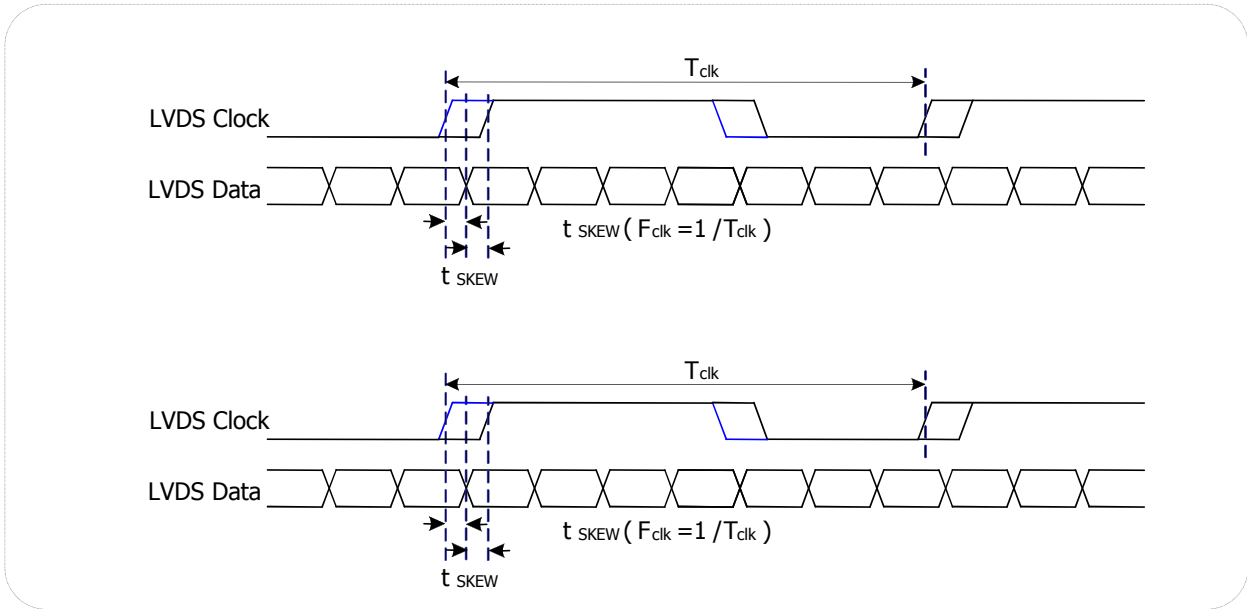 Tclk
LVDS Clock
LVDS Data
t SKEW ( Fclk =1 /Tclk )
t SKEW
Tclk
LVDS Clock
LVDS Data
t SKEW ( Fclk =1 /Tclk )
t SKEW